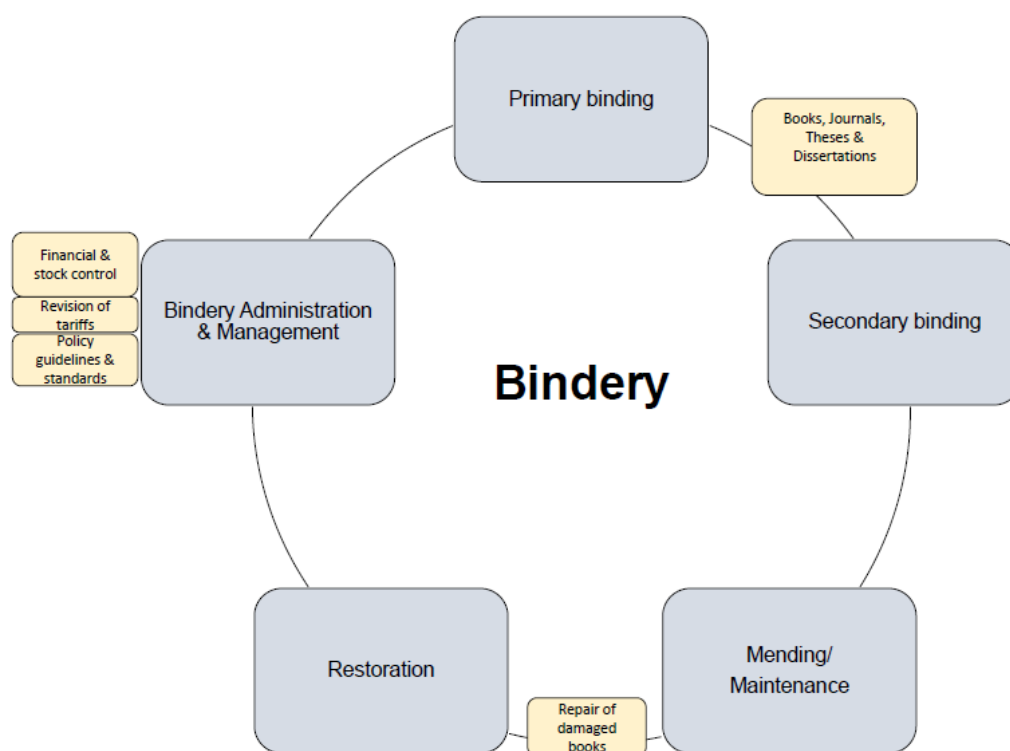 Primary binding
Books, Journals,
Theses &
Dissertations
Financial &
stock control
Revision of
tariffs
Policy
guidelines &
standards
Bindery Administration
& Management
Secondary binding
Bindery
Restoration
Mending/
Maintenance
Repair of
damaged
books